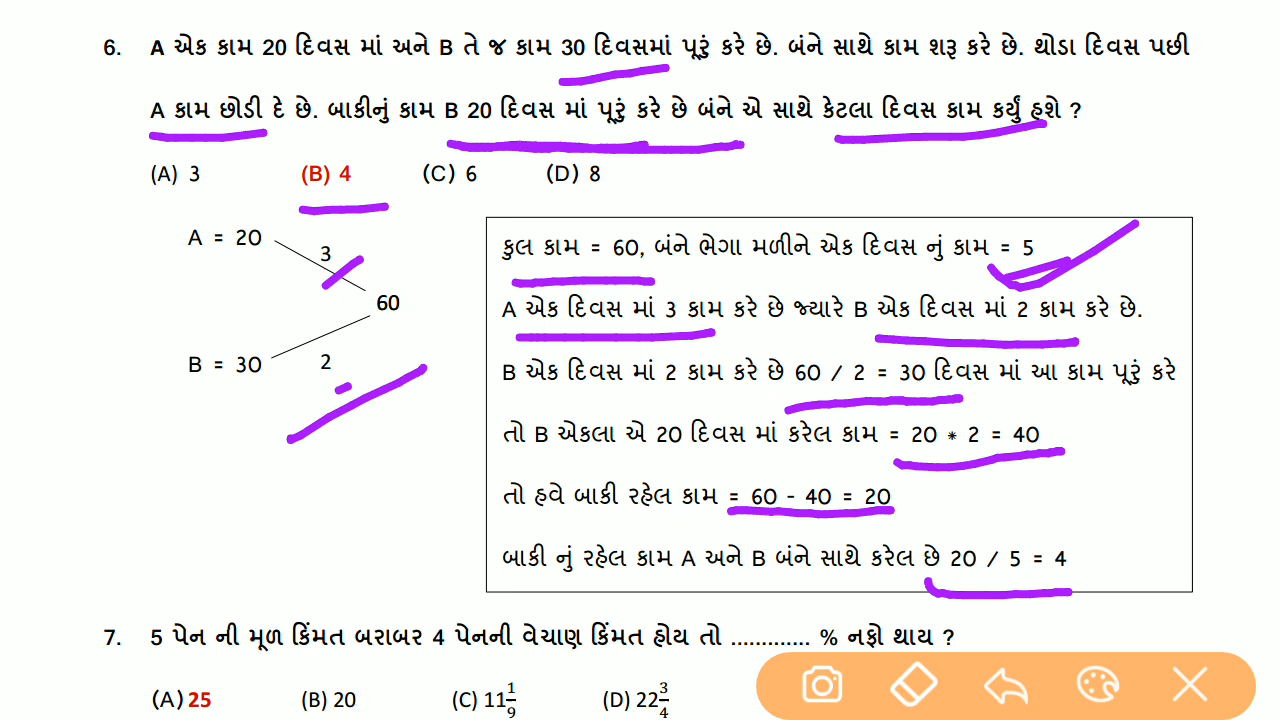 6. A એક કામ 20 દિવસ માં અને B તે જ કામ 30 દિવસમાં પૂરું કરે છે. બંને સાથે કામ શરૂ કરે છે. થોડા દિવસ પછી
A કામ છોડી દે છે. બાકીનું કામ B 20 દિવસ માં પૂરું કરે છે બંને એ સાથે કેટલા દિવસ કામ કર્યું હશે ?
(A) 3 (B) 4 (C) 6 (D) 8
A = 20
3
60
B = 30
2
કુલ કામ = 60, બંને ભેગા મળીને એક દિવસ નું કામ = 5
A એક દિવસ માં 3 કામ કરે છે જ્યારે B એક દિવસ માં 2 કામ કરે છે.
B એક દિવસ માં 2 કામ કરે છે 60 / 2 = 30 દિવસ માં આ કામ પૂરું કરે
તો B એકલા એ 20 દિવસ માં કરેલ કામ = 20 * 2 = 40
તો હવે બાકી રહેલ કામ = 60 - 40 = 20
બાકી નું રહેલ કામ A અને B બંને સાથે કરેલ છે 20 / 5 = 4
7. 5 પેન ની મૂળ કિંમત બરાબર 4 પેનની વેચાણ કિંમત હોય તો ............. % નફો થાય ?
(A) 25 (B) 20 (C) 11 1/9 (D) 22 3/4